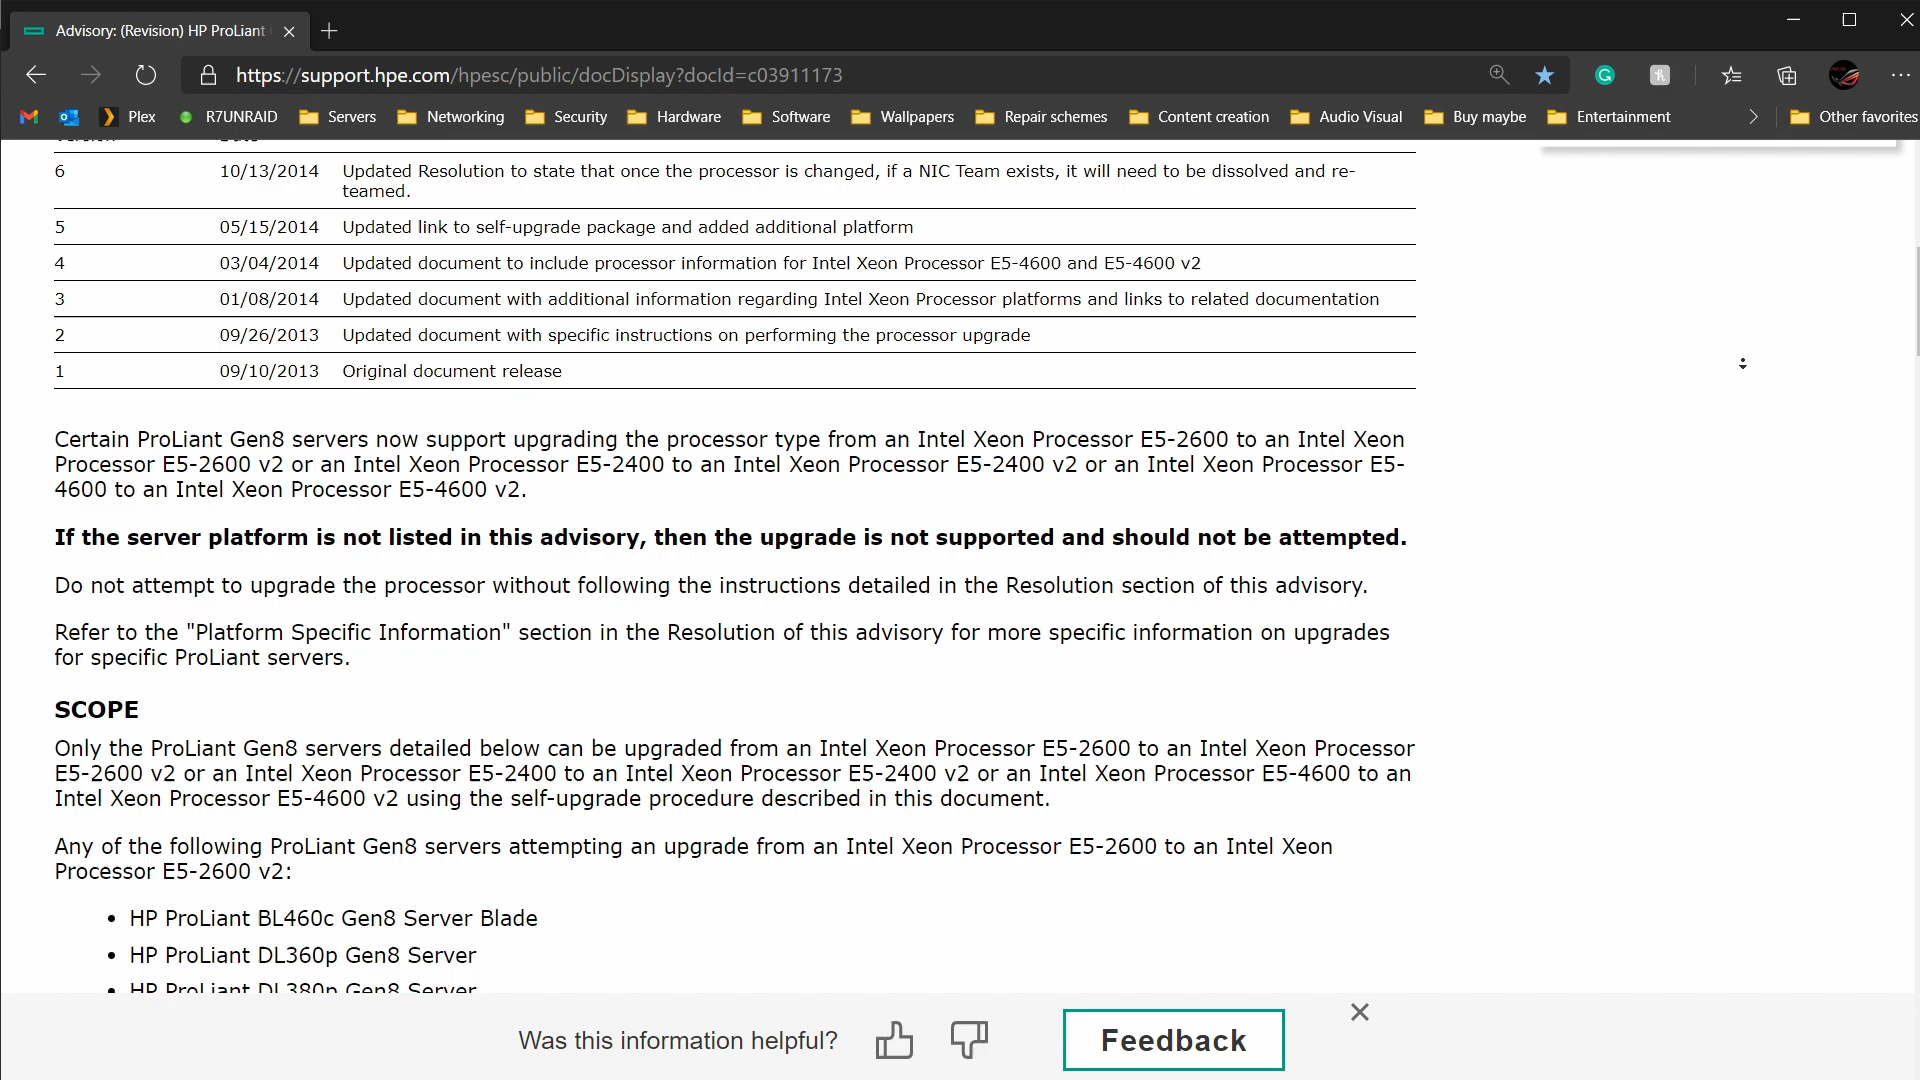 Advisory: (Revision) HP ProLiant
https://support.hpe.com/hpesc/public/docDisplay?docId=c03911173
Plex R7UNRAID Servers Networking Security Hardware Software Wallpapers Repair schemes Content creation Audio Visual Buy maybe Entertainment Other favorites
6 10/13/2014 Updated Resolution to state that once the processor is changed, if a NIC Team exists, it will need to be dissolved and re-
teamed.
5 05/15/2014 Updated link to self-upgrade package and added additional platform
4 03/04/2014 Updated document to include processor information for Intel Xeon Processor E5-4600 and E5-4600 v2
3 01/08/2014 Updated document with additional information regarding Intel Xeon Processor platforms and links to related documentation
2 09/26/2013 Updated document with specific instructions on performing the processor upgrade
1 09/10/2013 Original document release
Certain ProLiant Gen8 servers now support upgrading the processor type from an Intel Xeon Processor E5-2600 to an Intel Xeon
Processor E5-2600 v2 or an Intel Xeon Processor E5-2400 to an Intel Xeon Processor E5-2400 v2 or an Intel Xeon Processor E5-
4600 to an Intel Xeon Processor E5-4600 v2.
If the server platform is not listed in this advisory, then the upgrade is not supported and should not be attempted.
Do not attempt to upgrade the processor without following the instructions detailed in the Resolution section of this advisory.
Refer to the "Platform Specific Information" section in the Resolution of this advisory for more specific information on upgrades
for specific ProLiant servers.
SCOPE
Only the ProLiant Gen8 servers detailed below can be upgraded from an Intel Xeon Processor E5-2600 to an Intel Xeon Processor
E5-2600 v2 or an Intel Xeon Processor E5-2400 to an Intel Xeon Processor E5-2400 v2 or an Intel Xeon Processor E5-4600 to an
Intel Xeon Processor E5-4600 v2 using the self-upgrade procedure described in this document.
Any of the following ProLiant Gen8 servers attempting an upgrade from an Intel Xeon Processor E5-2600 to an Intel Xeon
Processor E5-2600 v2:
• HP ProLiant BL460c Gen8 Server Blade
• HP ProLiant DL360p Gen8 Server
• HP ProLiant DL380p Gen8 Server
Was this information helpful? Feedback